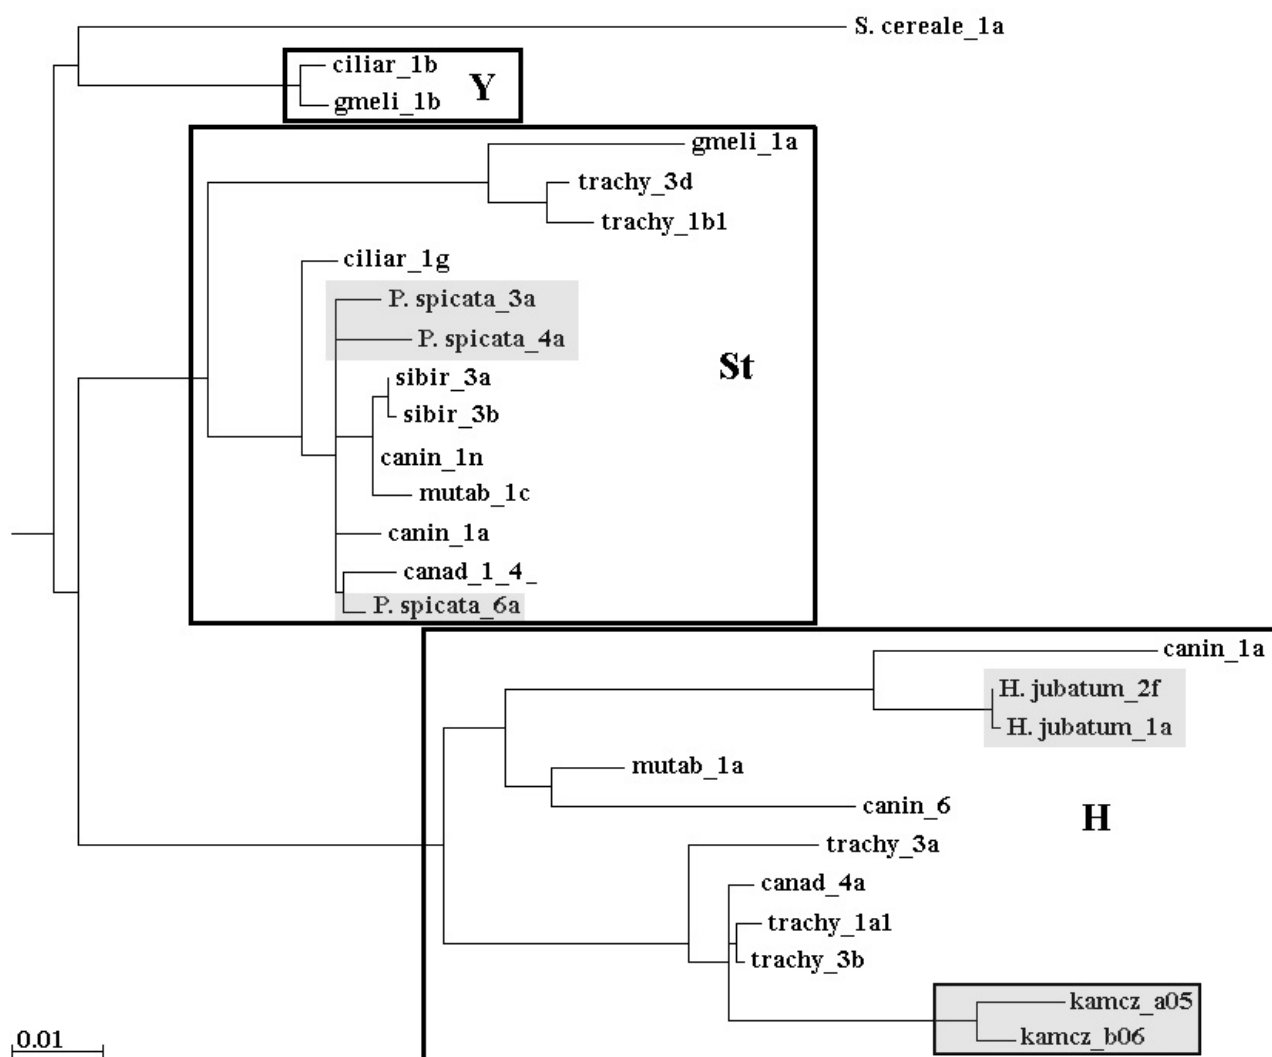 S. cereale_1a
ciliar_1b
Y
gmeli_1b
gmeli_1a
trachy_3d
trachy_1b1
ciliar_1g
P. spicata_3a
P. spicata_4a
St
sibir_3a
sibir_3b
canin_1n
mutab_1c
canin_1a
canad_1_4_
P. spicata_6a
canin_1a
H. jubatum_2f
H. jubatum_1a
mutab_1a
canin_6
H
trachy_3a
canad_4a
trachy_1a1
trachy_3b
kamcz_a05
kamcz_b06
0.01